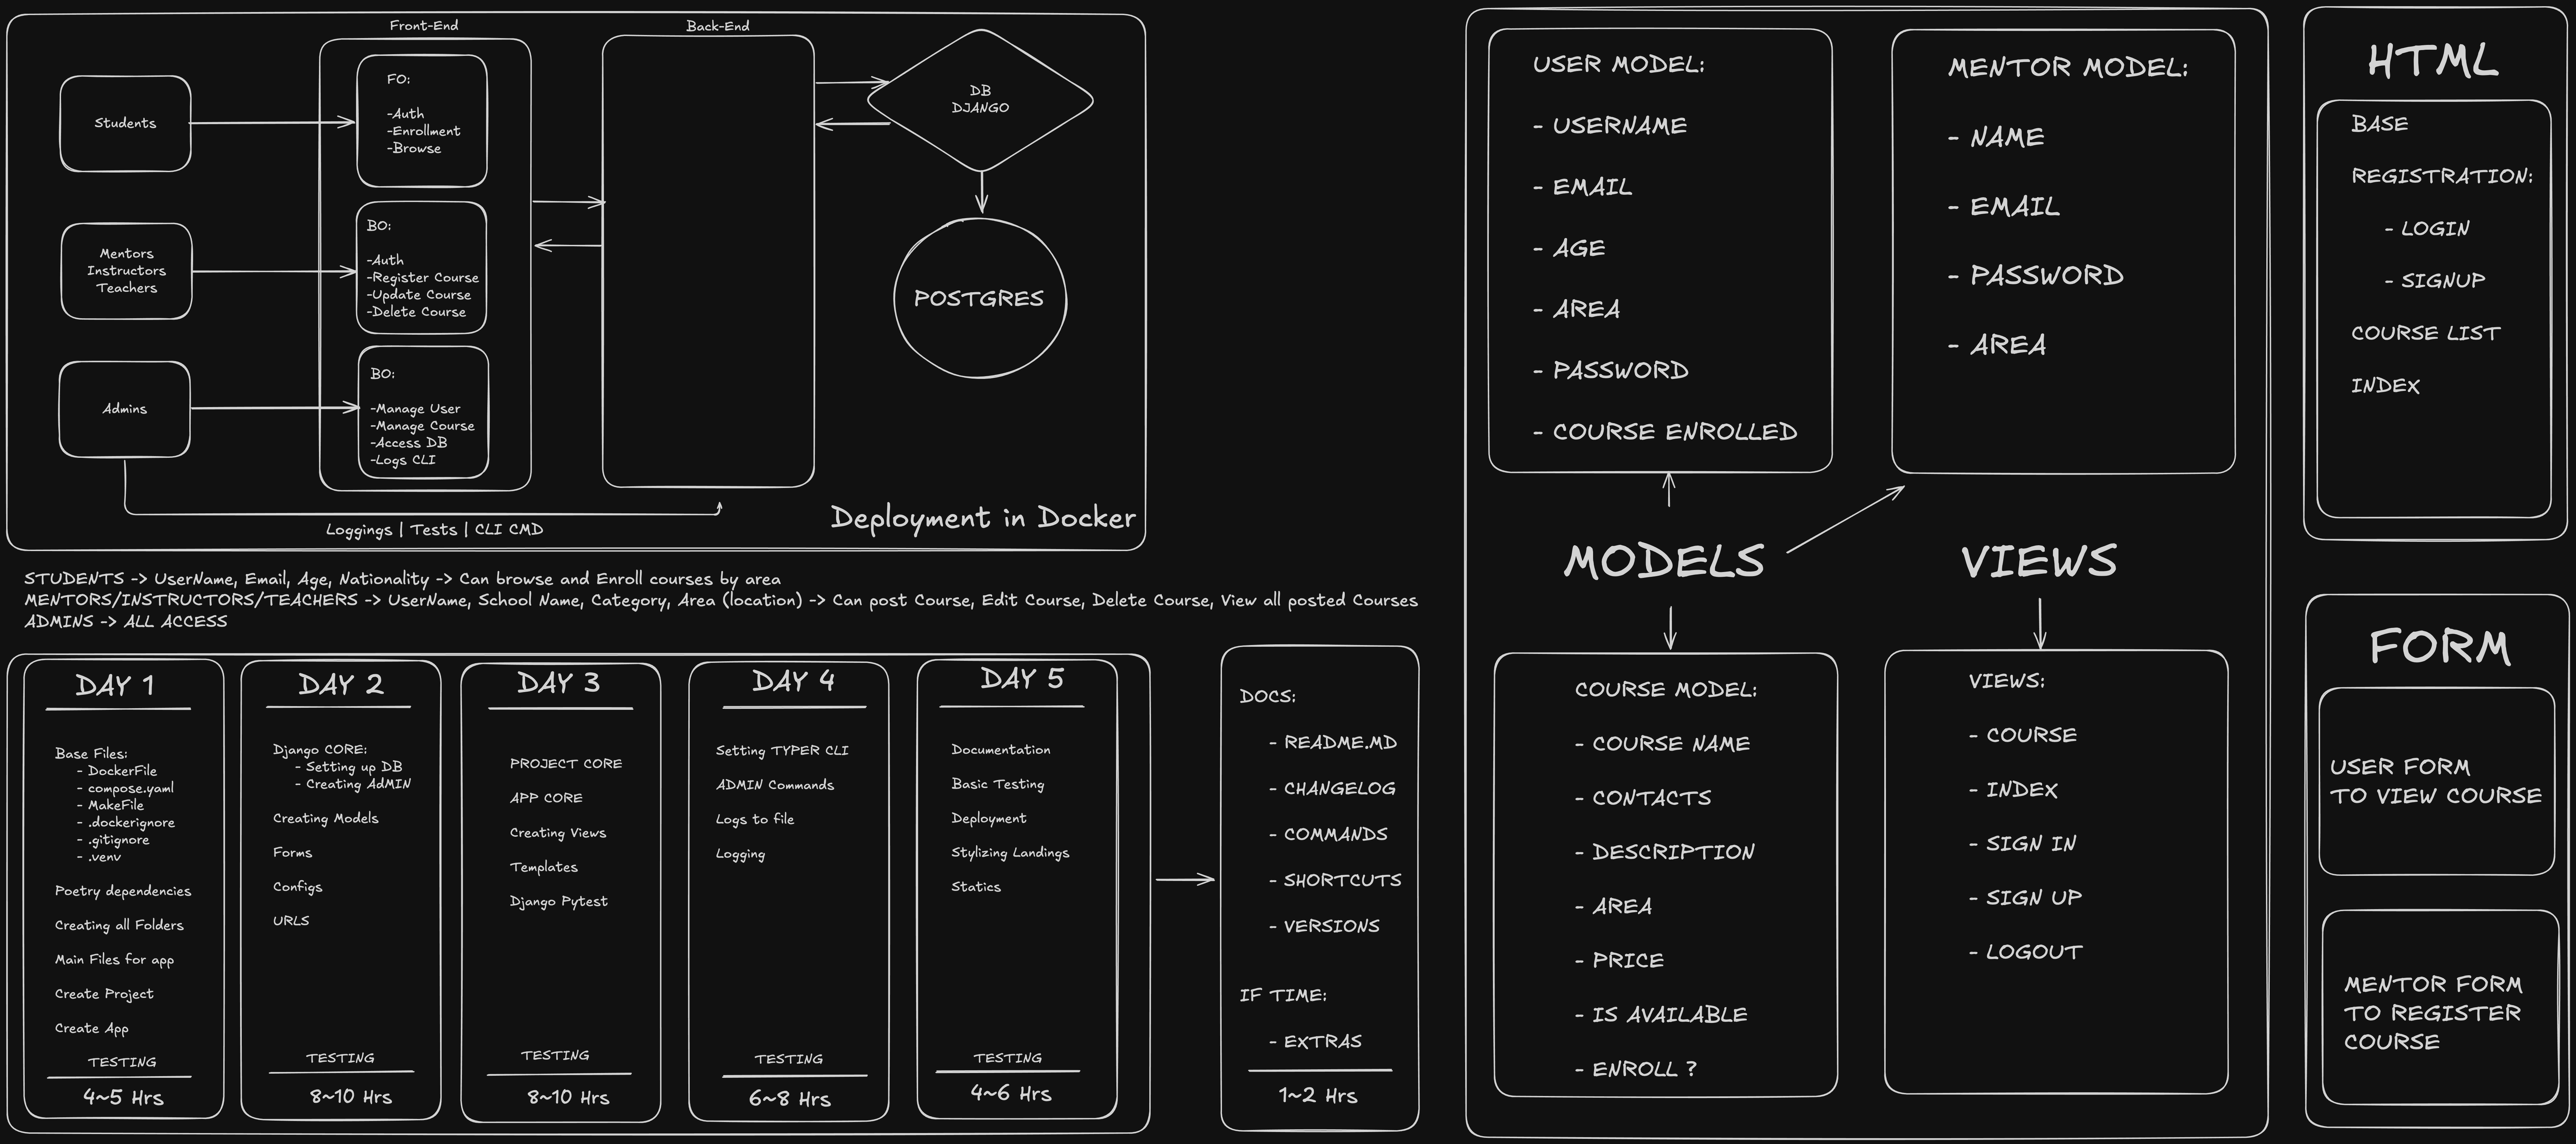 Front-End
Back-End
Students
FO:
-Auth
-Enrollment
-Browse
Mentors
Instructors
Teachers
BO:
-Auth
-Register Course
-Update Course
-Delete Course
Admins
BO:
-Manage User
-Manage Course
-Access DB
-Logs CLI
DB
DJANGO
POSTGRES
Loggings | Tests | CLI CMD
Deployment in Docker
STUDENTS -> UserName, Email, Age, Nationality -> Can browse and Enroll courses by area
MENTORS/INSTRUCTORS/TEACHERS -> UserName, School Name, Category, Area (location) -> Can post Course, Edit Course, Delete Course, View all posted Courses
ADMINS -> ALL ACCESS
DAY 1
Base Files:
- DockerFile
- compose.yaml
- MakeFile
- .dockerignore
- .gitignore
- .venv
Poetry dependencies
Creating all Folders
Main Files for app
Create Project
Create App
TESTING
4~5 Hrs
DAY 2
Django CORE:
- Setting up DB
- Creating AdMIN
Creating Models
Forms
Configs
URLS
TESTING
8~10 Hrs
DAY 3
PROJECT CORE
APP CORE
Creating Views
Templates
Django Pytest
TESTING
8~10 Hrs
DAY 4
Setting TYPER CLI
ADMIN Commands
Logs to file
Logging
TESTING
6~8 Hrs
DAY 5
Documentation
Basic Testing
Deployment
Stylizing Landings
Statics
TESTING
4~6 Hrs
DOCS:
- README.MD
- CHANGELOG
- COMMANDS
- SHORTCUTS
- VERSIONS
IF TIME:
- EXTRAS
1~2 Hrs
USER MODEL:
- USERNAME
- EMAIL
- AGE
- AREA
- PASSWORD
- COURSE ENROLLED
MENTOR MODEL:
- NAME
- EMAIL
- PASSWORD
- AREA
MODELS
VIEWS
COURSE MODEL:
- COURSE NAME
- CONTACTS
- DESCRIPTION
- AREA
- PRICE
- IS AVAILABLE
- ENROLL ?
VIEWS:
- COURSE
- INDEX
- SIGN IN
- SIGN UP
- LOGOUT
HTML
BASE
REGISTRATION:
- LOGIN
- SIGNUP
COURSE LIST
INDEX
FORM
USER FORM
TO VIEW COURSE
MENTOR FORM
TO REGISTER
COURSE